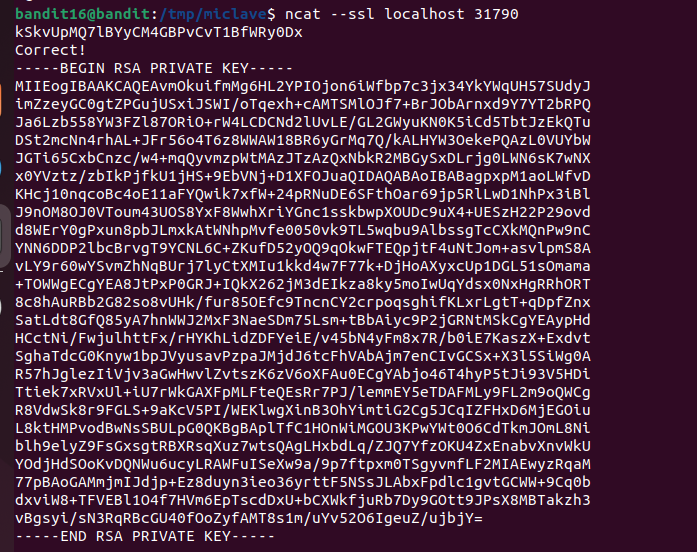 bandit16@bandit:/tmp/miclave$ ncat --ssl localhost 31790
kSkvUpMQ7lBYyCM4GBPvCvT1BfWRy0Dx
Correct!
-----BEGIN RSA PRIVATE KEY-----
MIIEogIBAAKCAQEAvmOkuifmMg6HL2YPIOjon6iWfbp7c3jx34YkYWqUH57SUdyJ
imZzeyGC0gtZPGujUSxiJSWI/oTqexh+cAMTSMlOJf7+BrJObArnxd9Y7YT2bRPQ
Ja6Lzb558YW3FZl87ORiO+rW4LCDCNd2lUvLE/GL2GWyuKN0K5iCd5TbtJzEkQTu
DSt2mcNn4rhAL+JFr56o4T6z8WWAW18BR6yGrMq7Q/kALHYW3OekePQAzL0VUYbW
JGTi65CxbCnzc/w4+mqQyvmzpWtMAzJTzAzQxNbkR2MBGySxDLrjg0LWN6sK7wNX
x0YVztz/zbIkPjfkU1jHS+9EbVNj+D1XFOJuaQIDAQABAoIBABagpxpM1aoLWfvD
KHcj10nqcoBc4oE11aFYQwik7xfW+24pRNuDE6SFthOar69jp5RlLwD1NhPx3iBl
J9nOM8OJ0VToum43UOS8YxF8WwhXriYGnc1sskbwpXOUDc9uX4+UESzH22P29ovd
d8WErY0gPxun8pbJLmxkAtWNhpMvfe0050vk9TL5wqbu9AlbssgTcCXkMQnPw9nC
YNN6DDP2lbcBrvgT9YCNL6C+ZKufD52yOQ9qOkwFTEQpjtF4uNtJom+asvlpmS8A
vLY9r60wYSvmZhNqBUrj7lyCtXMIu1kkd4w7F77k+DjHoAXyxcUp1DGL51sOmama
+TOWWgECgYEA8JtPxP0GRJ+IQkX262jM3dEIkza8ky5moIwUqYdsx0NxHgRRhORT
8c8hAuRBb2G82so8vUHk/fur85OEfc9TncnCY2crpoqsghifKLxrLgtT+qDpfZnx
SatLdt8GfQ85yA7hnWWJ2MxF3NaeSDm75Lsm+tBbAiyc9P2jGRNtMSkCgYEAypHd
HCctNi/FwjulhttFx/rHYKhLidZDFYeiE/v45bN4yFm8x7R/b0iE7KaszX+Exdvt
SghaTdcG0Knyw1bpJVyusavPzpaJMjdJ6tcFhVAbAjm7enCIvGCSx+X3l5SiWg0A
R57hJglezIiVjv3aGwHwvlZvtszK6zV6oXFAu0ECgYAbjo46T4hyP5tJi93V5HDi
Ttiek7xRVxUl+iU7rWkGAXFpMLFteQEsRr7PJ/lemmEY5eTDAFMLy9FL2m9oQWCg
R8VdwSk8r9FGLS+9aKcV5PI/WEKlwgXinB3OhYimtiG2Cg5JCqIZFHxD6MjEGOiu
L8ktHMPvodBwNsSBULpG0QKBgBAplTfC1HOnWiMGOU3KPwYWt0O6CdTkmJOmL8Ni
blh9elyZ9FsGxsgtRBXRsqXuz7wtsQAgLHxbdLq/ZJQ7YfzOKU4ZxEnabvXnvWkU
YOdjHdSOoKvDQNWu6ucyLRAWFuISeXw9a/9p7ftpxm0TSgyvmfLF2MIAEwyzRqaM
77pBAoGAMmjmIJdjp+Ez8duyn3ieo36yrttF5NSsJLAbxFpdlc1gvtGCWW+9Cq0b
dxviW8+TFVEBl1O4f7HVm6EpTscdDxU+bCXWkfjuRb7Dy9GOtt9JPsX8MBTakzh3
vBgsyi/sN3RqRBcGU40fOoZyfAMT8s1m/uYv52O6IgeuZ/ujbjY=
-----END RSA PRIVATE KEY-----